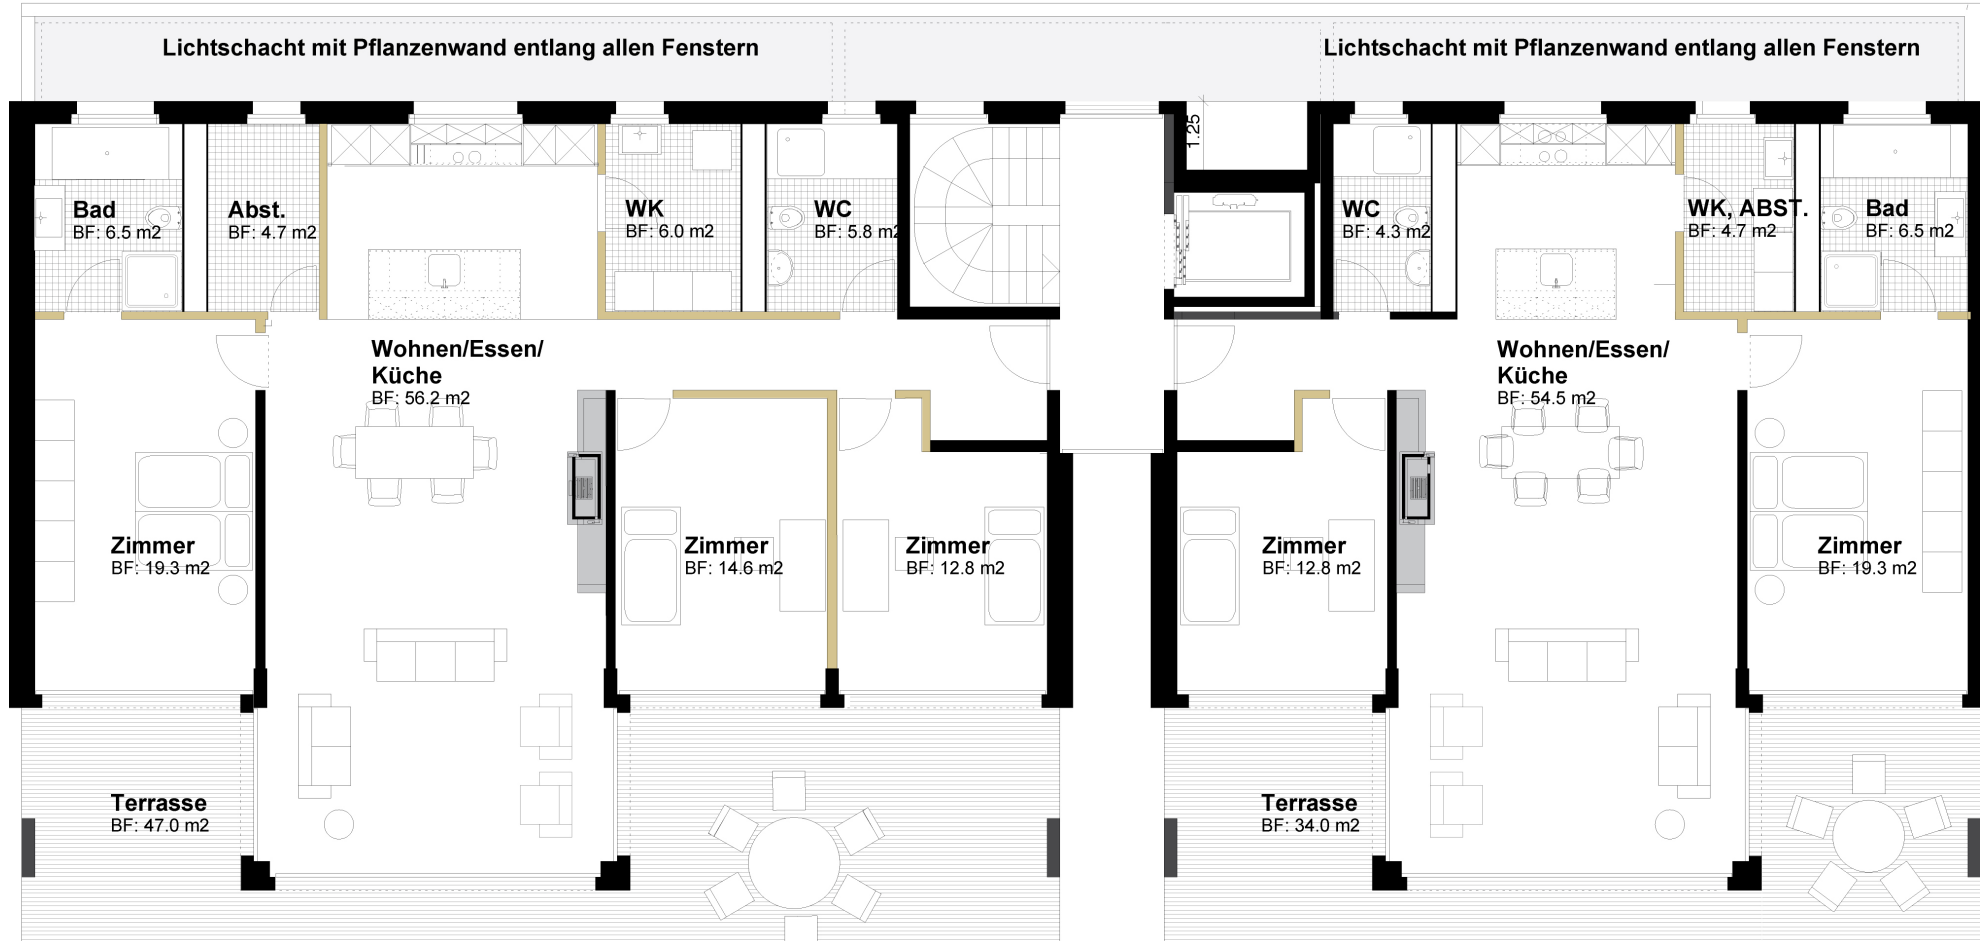 Lichtschacht mit Pflanzenwand entlang allen Fenstern
Lichtschacht mit Pflanzenwand entlang allen Fenstern
1.25
Bad
BF: 6.5 m2
Abst.
BF: 4.7 m2
WK
BF: 6.0 m2
WC
BF: 5.8 m2
WC
BF: 4.3 m2
WK, ABST.
BF: 4.7 m2
Bad
BF: 6.5 m2
Wohnen/Essen/
Küche
BF: 56.2 m2
Wohnen/Essen/
Küche
BF: 54.5 m2
Zimmer
BF: 19.3 m2
Zimmer
BF: 14.6 m2
Zimmer
BF: 12.8 m2
Zimmer
BF: 12.8 m2
Zimmer
BF: 19.3 m2
Terrasse
BF: 47.0 m2
Terrasse
BF: 34.0 m2